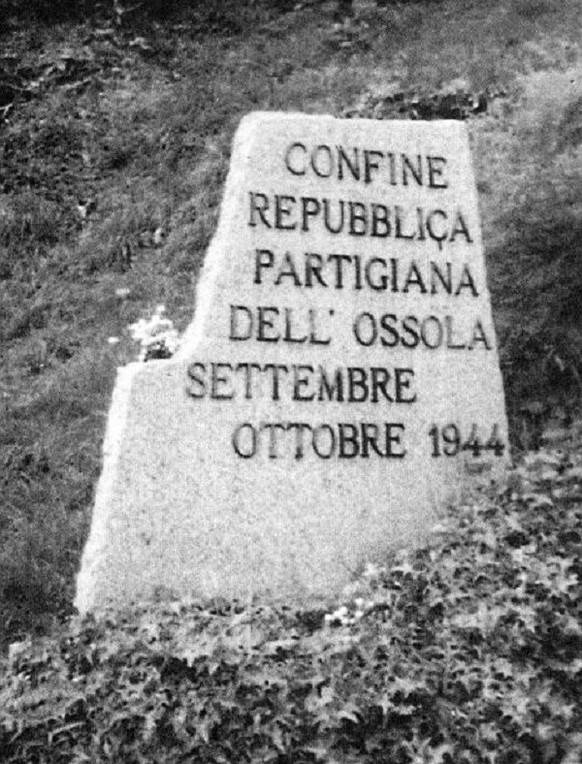 CONFINE
REPUBBLICA
PARTIGIANA
DELL' OSSOLA
SETTEMBRE
OTTOBRE 1944